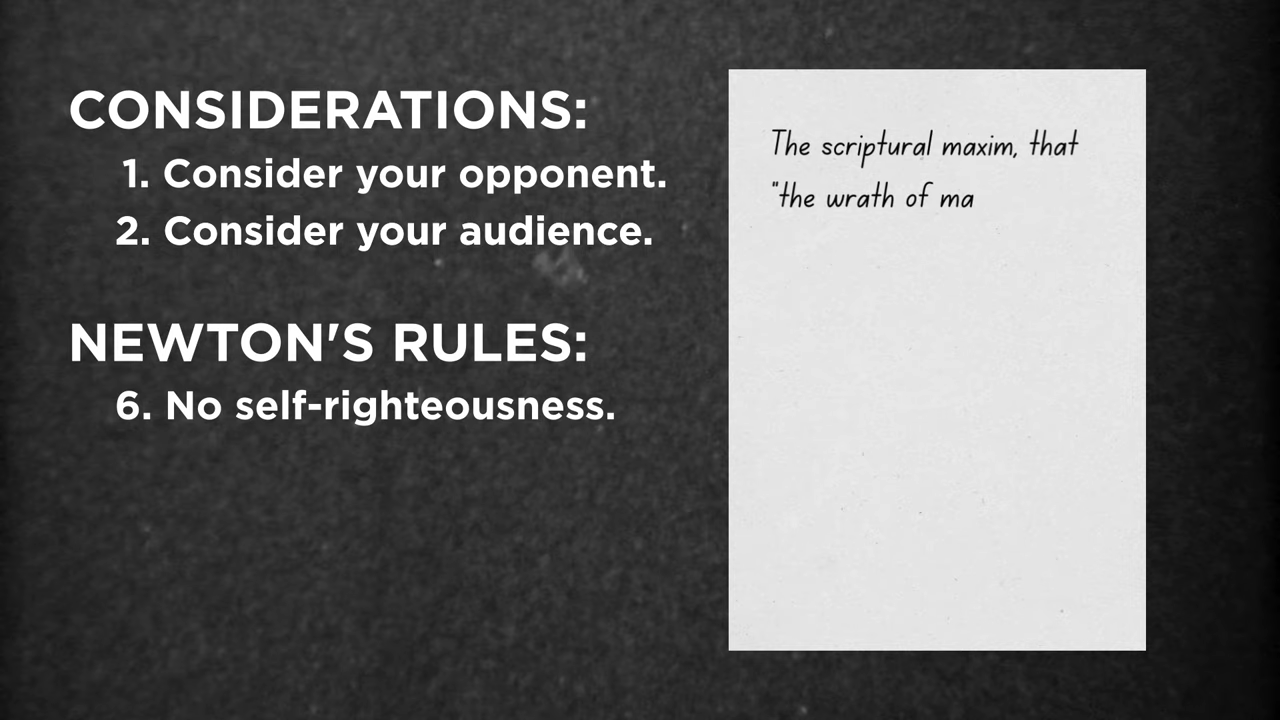 CONSIDERATIONS:
1. Consider your opponent.
2. Consider your audience.
NEWTON'S RULES:
6. No self-righteousness.
The scriptural maxim, that
"the wrath of ma